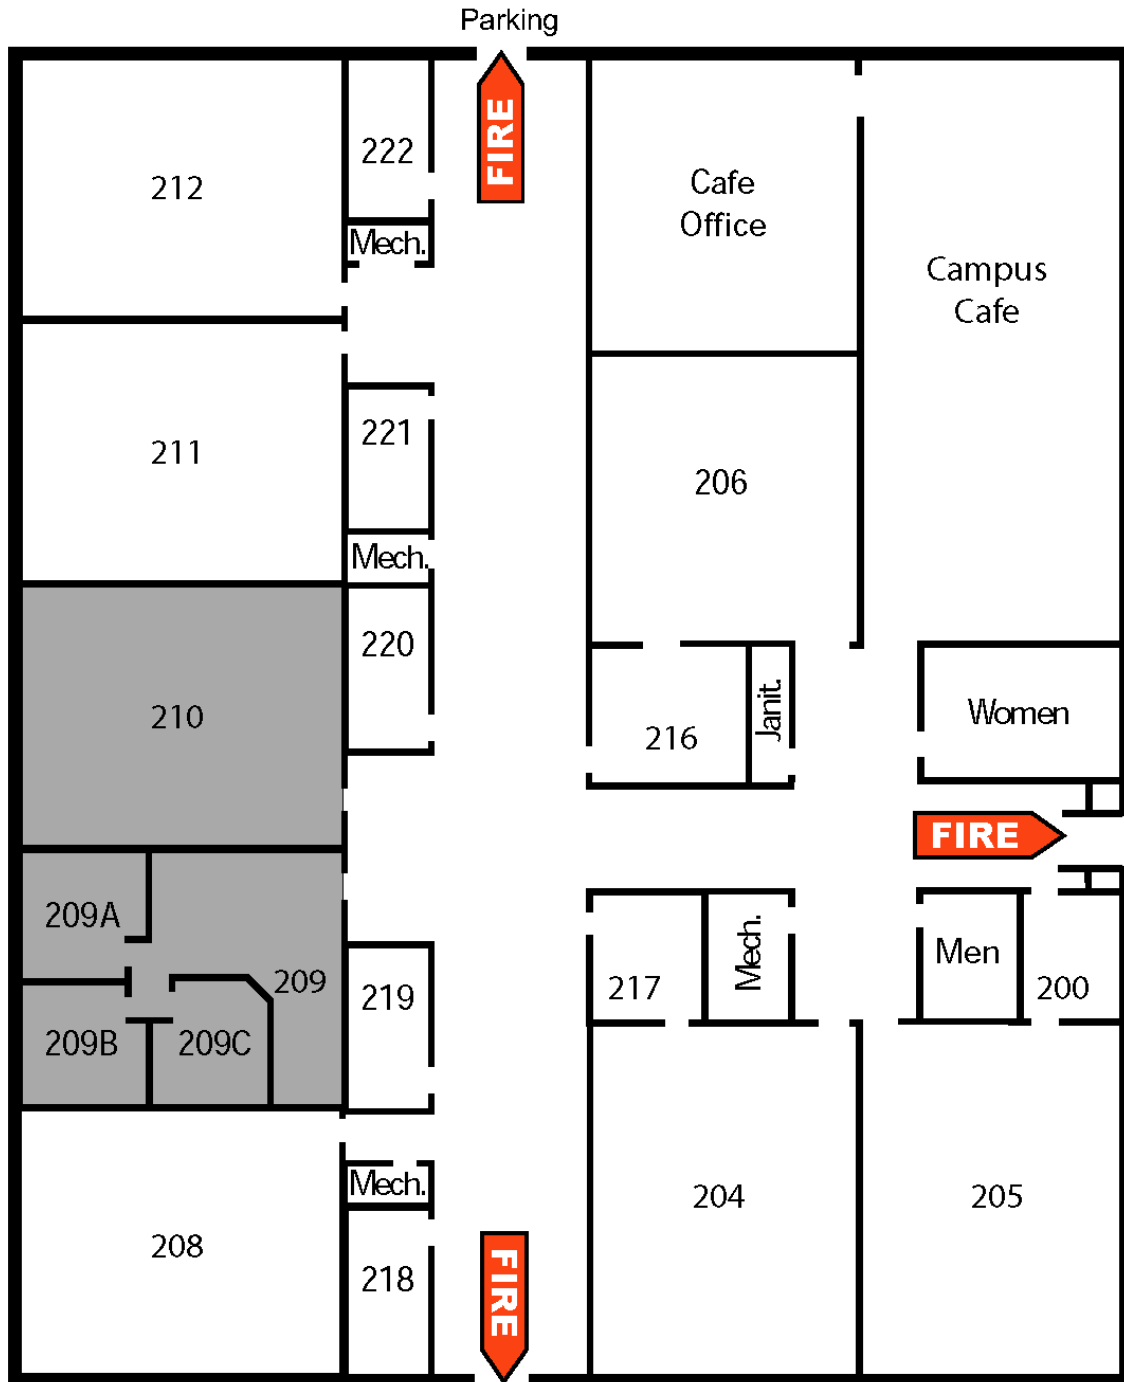 Parking
FIRE
222
212
Cafe
Office
Mech.
Campus
Cafe
221
211
206
Mech.
220
210
Janit.
Women
216
FIRE
209A
Mech.
Men
209
217
200
219
209B
209C
Mech.
204
205
208
218
FIRE